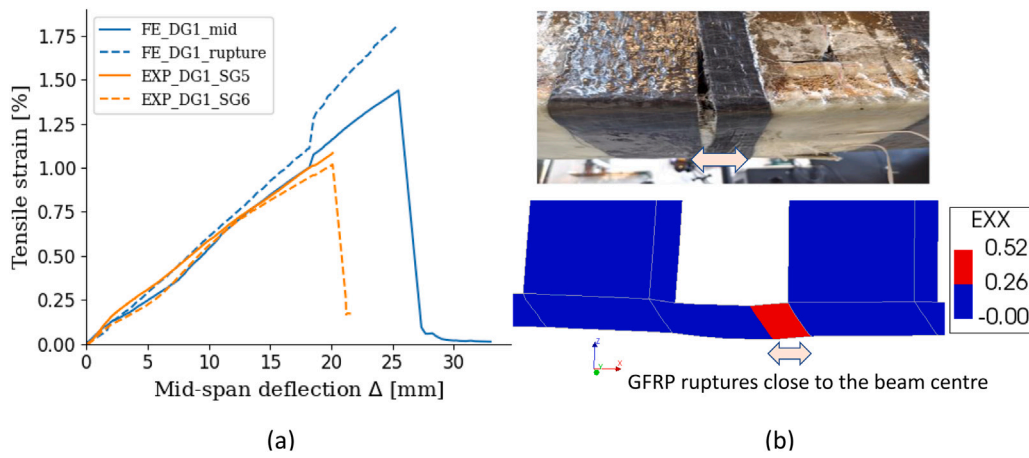 FE_DG1_mid
FE_DG1_rupture
EXP_DG1_SG5
EXP_DG1_SG6
Tensile strain [%]
1.75
1.50
1.25
1.00
0.75
0.50
0.25
0.00
0 5 10 15 20 25 30
Mid-span deflection Δ [mm]
(a)
EXX
0.52
0.26
-0.00
z
y
x
GFRP ruptures close to the beam centre
(b)